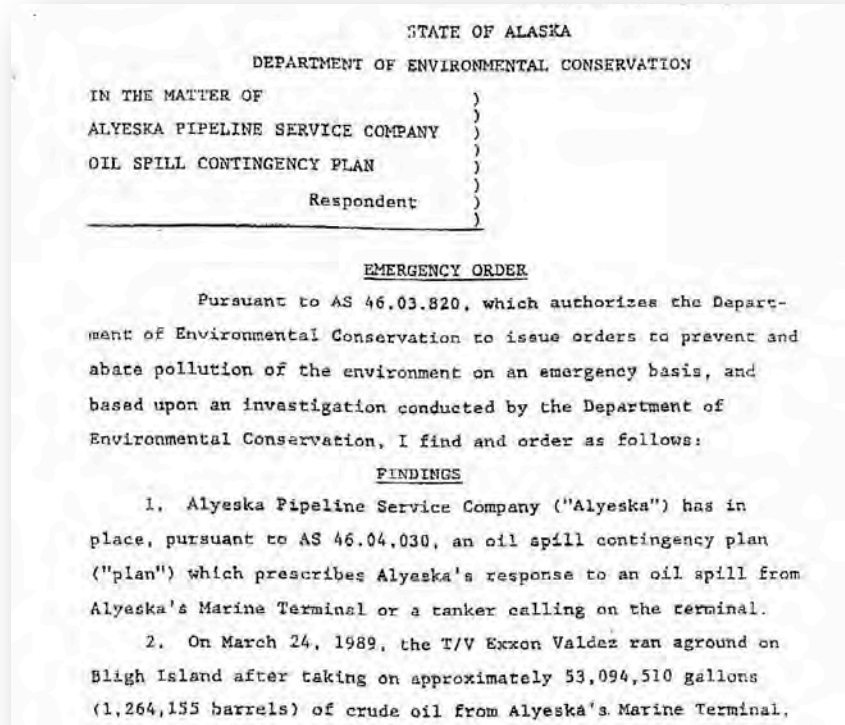 STATE OF ALASKA
DEPARTMENT OF ENVIRONMENTAL CONSERVATION
IN THE MATTER OF )
)
ALYESKA PIPELINE SERVICE COMPANY )
)
OIL SPILL CONTINGENCY PLAN )
)
Respondent )
)
EMERGENCY ORDER
Pursuant to AS 46.03.820, which authorizes the Depart-
ment of Environmental Conservation to issue orders to prevent and
abate pollution of the environment on an emergency basis, and
based upon an investigation conducted by the Department of
Environmental Conservation, I find and order as follows:
FINDINGS
1. Alyeska Pipeline Service Company ("Alyeska") has in
place, pursuant to AS 46.04.030, an oil spill contingency plan
("plan") which prescribes Alyeska's response to an oil spill from
Alyeska's Marine Terminal or a tanker calling on the terminal.
2. On March 24, 1989, the T/V Exxon Valdez ran aground on
Bligh Island after taking on approximately 53,094,510 gallons
(1,264,155 barrels) of crude oil from Alyeska's Marine Terminal,